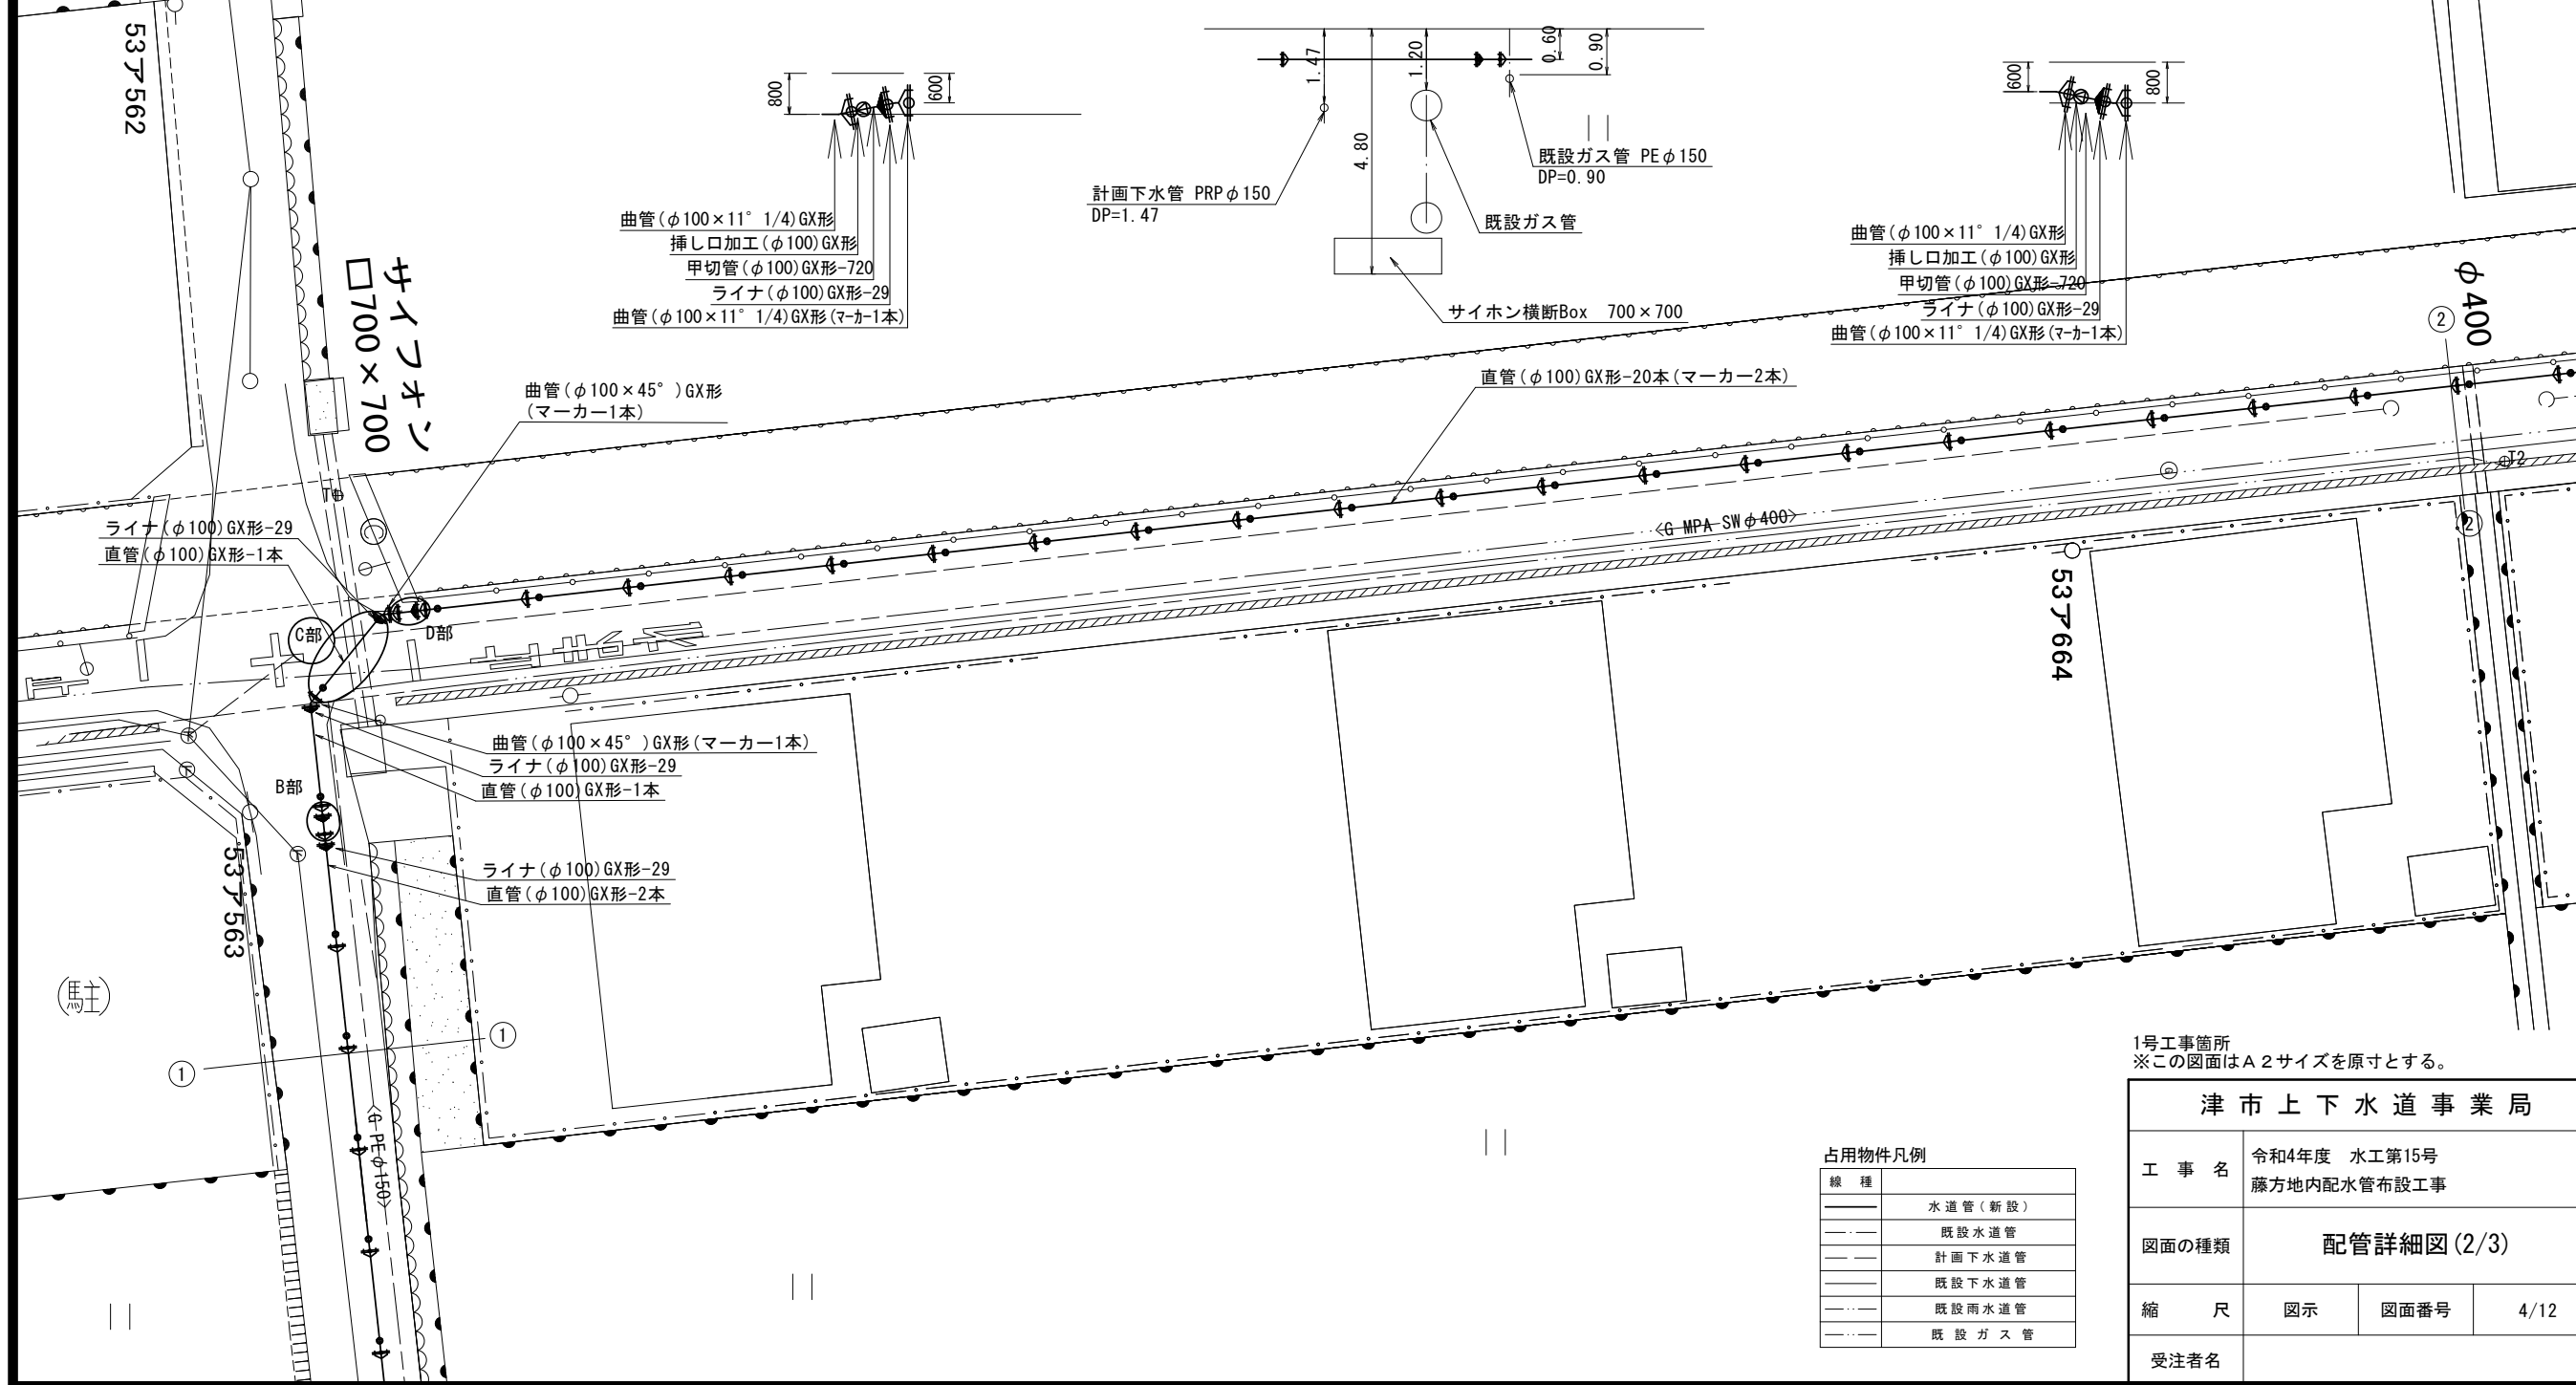 53ア562
サイフォン
口700×700
800
600
曲管(φ100×11°1/4)GX形
挿し口加工(φ100)GX形
甲切管(φ100)GX形-720
ライナ(φ100)GX形-29
曲管(φ100×11°1/4)GX形(マーカー1本)
1.47
4.80
1.20
0.60
0.90
計画下水管 PRPφ150
DP=1.47
既設ガス管 PEφ150
DP=0.90
既設ガス管
サイホン横断Box 700×700
600
800
曲管(φ100×11°1/4)GX形
挿し口加工(φ100)GX形
甲切管(φ100)GX形-720
ライナ(φ100)GX形-29
曲管(φ100×11°1/4)GX形(マーカー1本)
φ400
②
曲管(φ100×45°)GX形
(マーカー1本)
直管(φ100)GX形-20本(マーカー2本)
T2
②
ライナ(φ100)GX形-29
直管(φ100)GX形-1本
C部
D部
<G MPA SWφ400>
53ア664
曲管(φ100×45°)GX形(マーカー1本)
ライナ(φ100)GX形-29
直管(φ100)GX形-1本
B部
ライナ(φ100)GX形-29
直管(φ100)GX形-2本
53ア563
(駐)
①
①
<G PEφ150>
1号工事箇所
※この図面はA2サイズを原寸とする。
津市上下水道事業局
工事名
令和4年度 水工第15号
藤方地内配水管布設工事
図面の種類
配管詳細図(2/3)
縮尺
図示
図面番号
4/12
受注者名
占用物件凡例
線種
水道管(新設)
既設水道管
計画下水道管
既設下水道管
既設雨水道管
既設ガス管